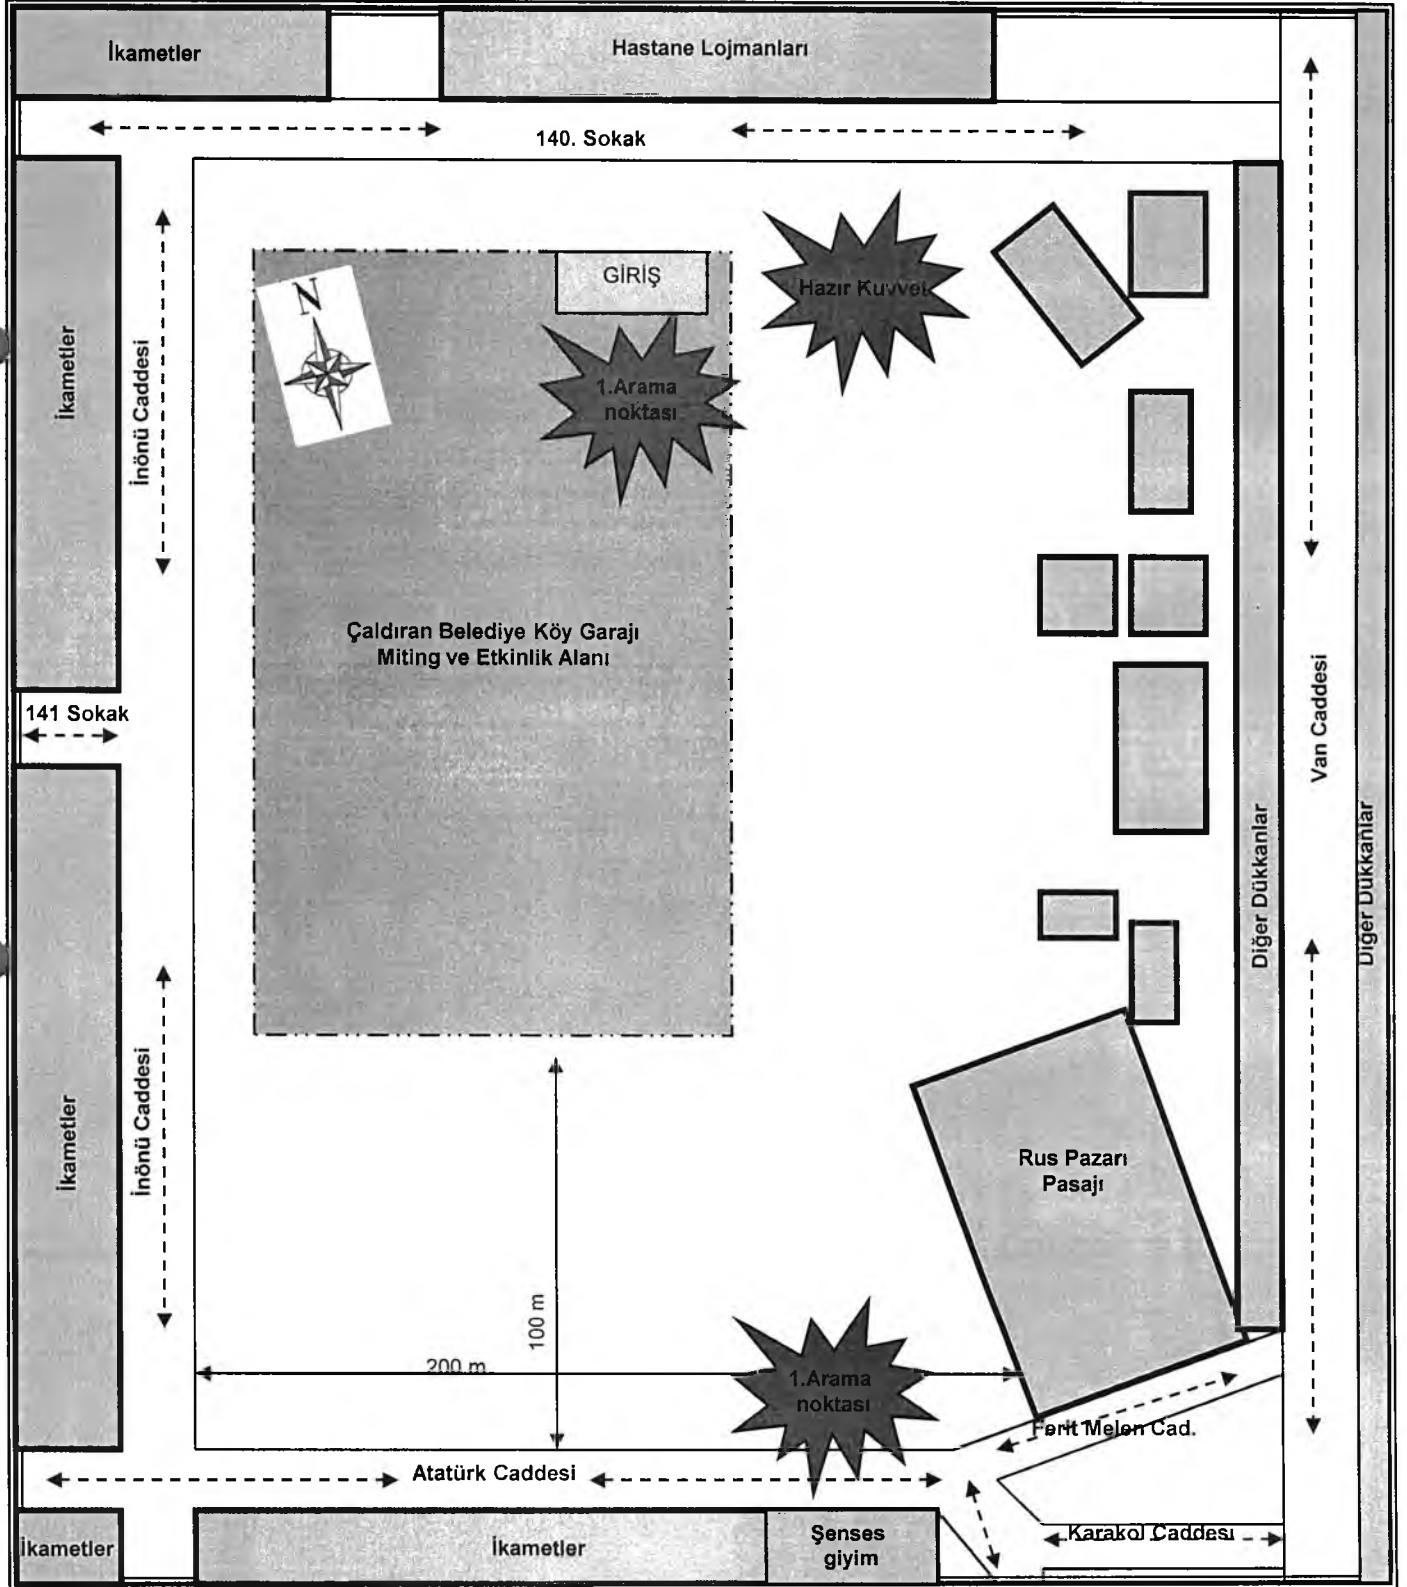 İkametler
Hastane Lojmanları
140. Sokak
GİRİŞ
N
Hazır Kuvvet
1.Arama
noktası
İkametler
İnönü Caddesi
Çaldıran Belediye Köy Garajı
Miting ve Etkinlik Alanı
141 Sokak
Van Caddesi
Diğer Dükkanlar
Diğer Dükkanlar
İkametler
İnönü Caddesi
Rus Pazarı
Pasajı
100 m
200 m
1.Arama
noktası
Ferit Melen Cad.
Atatürk Caddesi
Karakol Caddesi
İkametler
İkametler
Şenses
giyim